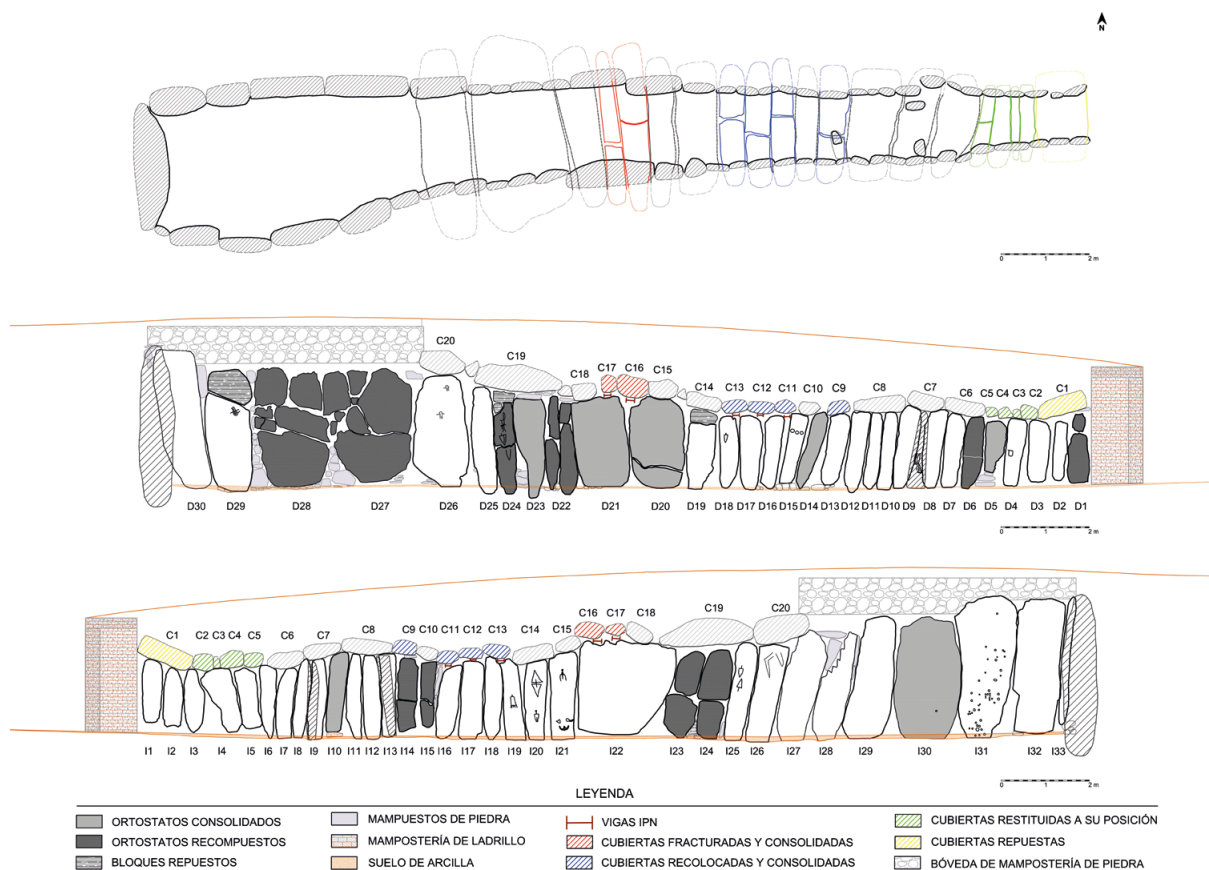 N
0 1 2 m
C20 C19 C18 C17 C16 C15 C14 C13 C12 C11 C10 C9 C8 C7 C6 C5 C4 C3 C2 C1
D30 D29 D28 D27 D26 D25 D24 D23 D22 D21 D20 D19 D18 D17 D16 D15 D14 D13 D12 D11 D10 D9 D8 D7 D6 D5 D4 D3 D2 D1
0 1 2 m
C1 C2 C3 C4 C5 C6 C7 C8 C9 C10 C11 C12 C13 C14 C15 C16 C17 C18 C19 C20
I1 I2 I3 I4 I5 I6 I7 I8 I9 I10 I11 I12 I13 I14 I15 I16 I17 I18 I19 I20 I21 I22 I23 I24 I25 I26 I27 I28 I29 I30 I31 I32 I33
0 1 2 m
LEYENDA
ORTOSTATOS CONSOLIDADOS
ORTOSTATOS RECOMPUESTOS
BLOQUES REPUESTOS
MAMPUESTOS DE PIEDRA
MAMPOSTERÍA DE LADRILLO
SUELO DE ARCILLA
VIGAS IPN
CUBIERTAS FRACTURADAS Y CONSOLIDADAS
CUBIERTAS RECOLOCADAS Y CONSOLIDADAS
CUBIERTAS RESTITUIDAS A SU POSICIÓN
CUBIERTAS REPUESTAS
BÓVEDA DE MAMPOSTERÍA DE PIEDRA